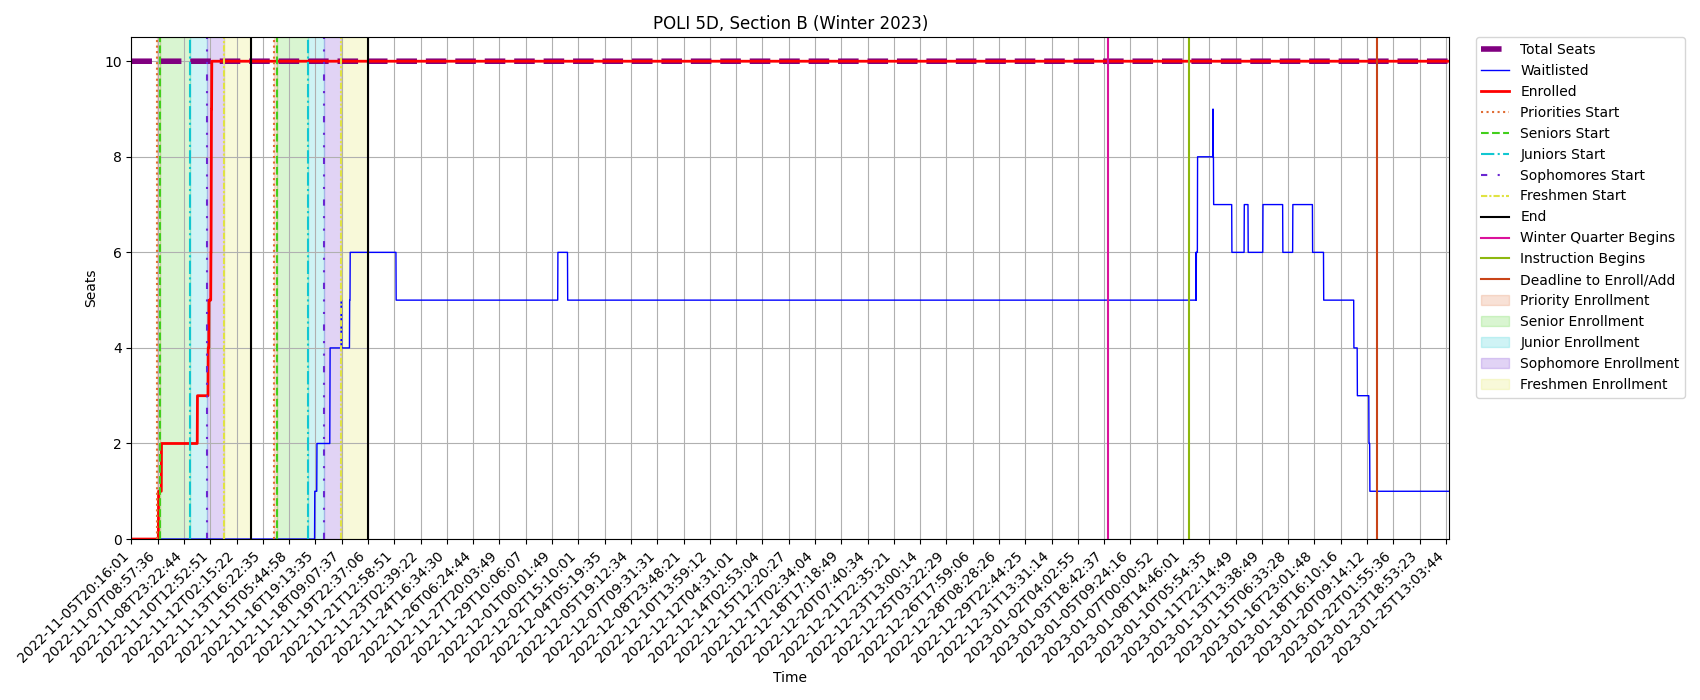 POLI 5D, Section B (Winter 2023)
Seats
10
8
6
4
2
0
2022-11-05T20:16:01
2022-11-07T08:57:36
2022-11-08T23:22:44
2022-11-10T12:52:51
2022-11-12T02:15:22
2022-11-13T16:22:35
2022-11-15T05:44:58
2022-11-16T19:13:35
2022-11-18T09:07:37
2022-11-19T22:37:06
2022-11-21T12:58:51
2022-11-23T02:39:22
2022-11-24T16:34:30
2022-11-26T06:24:44
2022-11-27T20:03:49
2022-11-29T10:06:07
2022-12-01T00:01:49
2022-12-02T15:10:01
2022-12-04T05:19:35
2022-12-05T19:12:34
2022-12-07T09:31:31
2022-12-08T23:48:21
2022-12-10T13:59:12
2022-12-12T04:31:01
2022-12-14T02:53:04
2022-12-15T12:20:27
2022-12-17T02:34:04
2022-12-18T17:18:49
2022-12-20T07:40:34
2022-12-21T22:35:21
2022-12-23T13:00:14
2022-12-25T03:22:29
2022-12-26T17:59:06
2022-12-28T08:28:26
2022-12-29T22:44:25
2022-12-31T13:31:14
2023-01-02T04:02:55
2023-01-03T18:42:37
2023-01-05T09:24:16
2023-01-07T00:00:52
2023-01-08T14:46:01
2023-01-10T05:54:35
2023-01-11T22:14:49
2023-01-13T13:38:49
2023-01-15T06:33:28
2023-01-16T23:01:48
2023-01-18T16:10:16
2023-01-20T09:14:12
2023-01-22T01:55:36
2023-01-23T18:53:23
2023-01-25T13:03:44
Time
Total Seats
Waitlisted
Enrolled
Priorities Start
Seniors Start
Juniors Start
Sophomores Start
Freshmen Start
End
Winter Quarter Begins
Instruction Begins
Deadline to Enroll/Add
Priority Enrollment
Senior Enrollment
Junior Enrollment
Sophomore Enrollment
Freshmen Enrollment